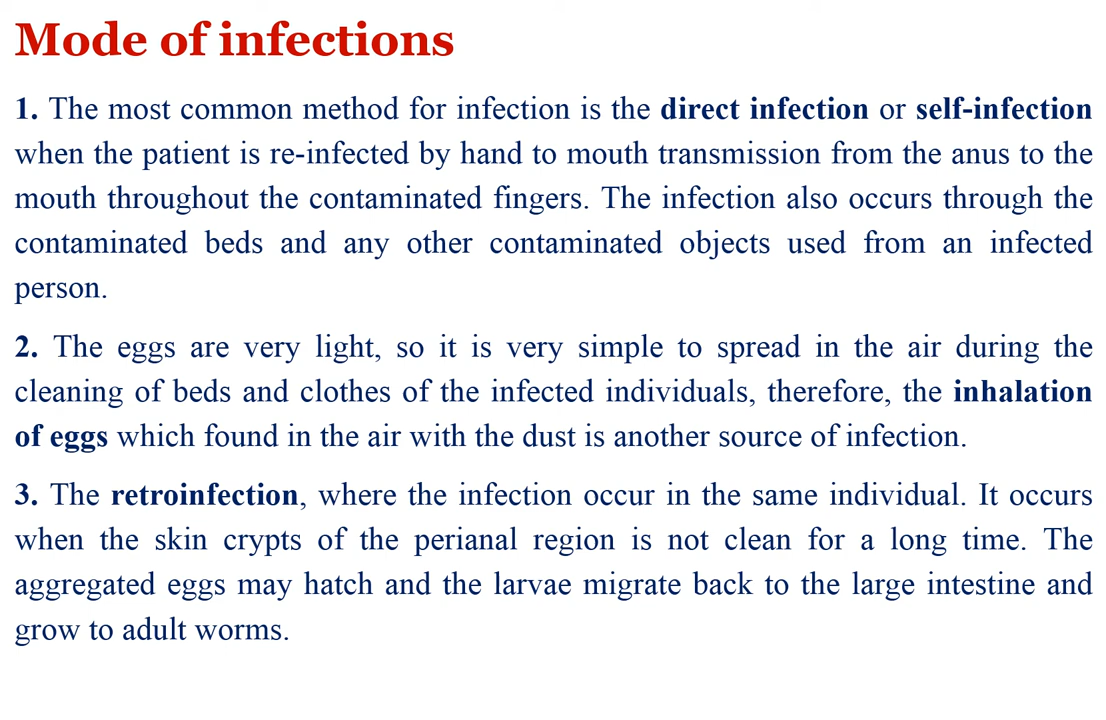 Mode of infections
1. The most common method for infection is the direct infection or self-infection
when the patient is re-infected by hand to mouth transmission from the anus to the
mouth throughout the contaminated fingers. The infection also occurs through the
contaminated beds and any other contaminated objects used from an infected
person.
2. The eggs are very light, so it is very simple to spread in the air during the
cleaning of beds and clothes of the infected individuals, therefore, the inhalation
of eggs which found in the air with the dust is another source of infection.
3. The retroinfection, where the infection occur in the same individual. It occurs
when the skin crypts of the perianal region is not clean for a long time. The
aggregated eggs may hatch and the larvae migrate back to the large intestine and
grow to adult worms.